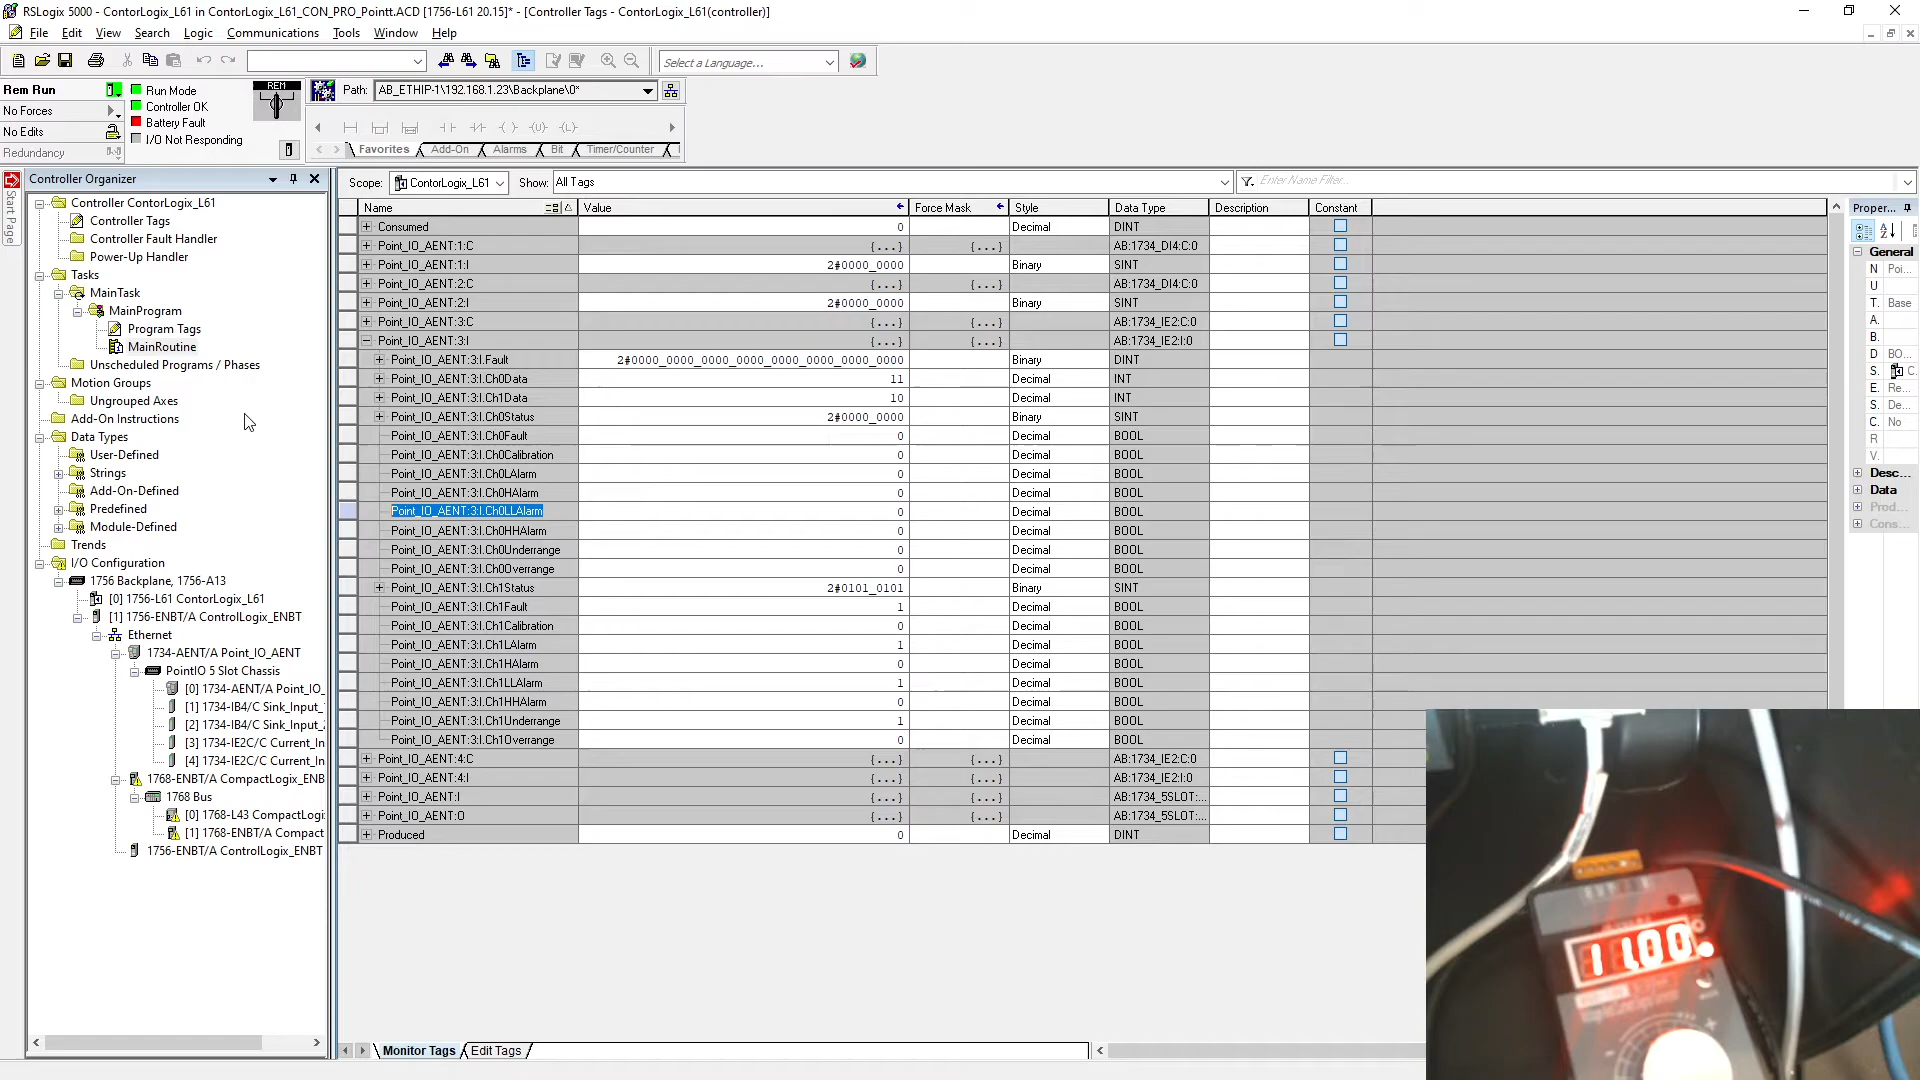 RSLogix 5000 - ContorLogix_L61 in ContorLogix_L61_CON_PRO_Pointt.ACD [1756-L61 20.15]* - [Controller Tags - ContorLogix_L61(controller)]
File Edit View Search Logic Communications Tools Window Help
Select a Language...
Rem Run
No Forces
No Edits
Redundancy
Run Mode
Controller OK
Battery Fault
I/O Not Responding
REM
Path: AB_ETHIP-1\192.168.1.23\Backplane\0*
Favorites Add-On Alarms Bit Timer/Counter
Start Page
Controller Organizer
Controller ContorLogix_L61
Controller Tags
Controller Fault Handler
Power-Up Handler
Tasks
MainTask
MainProgram
Program Tags
MainRoutine
Unscheduled Programs / Phases
Motion Groups
Ungrouped Axes
Add-On Instructions
Data Types
User-Defined
Strings
Add-On-Defined
Predefined
Module-Defined
Trends
I/O Configuration
1756 Backplane, 1756-A13
[0] 1756-L61 ContorLogix_L61
[1] 1756-ENBT/A ControlLogix_ENBT
Ethernet
1734-AENT/A Point_IO_AENT
PointIO 5 Slot Chassis
[0] 1734-AENT/A Point_IO_
[1] 1734-IB4/C Sink_Input_
[2] 1734-IB4/C Sink_Input_
[3] 1734-IE2C/C Current_In
[4] 1734-IE2C/C Current_In
1768-ENBT/A CompactLogix_ENB
1768 Bus
[0] 1768-L43 CompactLogi
[1] 1768-ENBT/A Compact
1756-ENBT/A ControlLogix_ENBT
Scope: ContorLogix_L61 Show: All Tags Enter Name Filter...
Name Value Force Mask Style Data Type Description Constant
Consumed 0 Decimal DINT
Point_IO_AENT:1:C {...} {...} AB:1734_DI4:C:0
Point_IO_AENT:1:I 2#0000_0000 Binary SINT
Point_IO_AENT:2:C {...} {...} AB:1734_DI4:C:0
Point_IO_AENT:2:I 2#0000_0000 Binary SINT
Point_IO_AENT:3:C {...} {...} AB:1734_IE2:C:0
Point_IO_AENT:3:I {...} {...} AB:1734_IE2:I:0
Point_IO_AENT:3:I.Fault 2#0000_0000_0000_0000_0000_0000_0000_0000 Binary DINT
Point_IO_AENT:3:I.Ch0Data 11 Decimal INT
Point_IO_AENT:3:I.Ch1Data 10 Decimal INT
Point_IO_AENT:3:I.Ch0Status 2#0000_0000 Binary SINT
Point_IO_AENT:3:I.Ch0Fault 0 Decimal BOOL
Point_IO_AENT:3:I.Ch0Calibration 0 Decimal BOOL
Point_IO_AENT:3:I.Ch0LAlarm 0 Decimal BOOL
Point_IO_AENT:3:I.Ch0HAlarm 0 Decimal BOOL
Point_IO_AENT:3:I.Ch0LLAlarm 0 Decimal BOOL
Point_IO_AENT:3:I.Ch0HHAlarm 0 Decimal BOOL
Point_IO_AENT:3:I.Ch0Underrange 0 Decimal BOOL
Point_IO_AENT:3:I.Ch0Overrange 0 Decimal BOOL
Point_IO_AENT:3:I.Ch1Status 2#0101_0101 Binary SINT
Point_IO_AENT:3:I.Ch1Fault 1 Decimal BOOL
Point_IO_AENT:3:I.Ch1Calibration 0 Decimal BOOL
Point_IO_AENT:3:I.Ch1LAlarm 1 Decimal BOOL
Point_IO_AENT:3:I.Ch1HAlarm 0 Decimal BOOL
Point_IO_AENT:3:I.Ch1LLAlarm 1 Decimal BOOL
Point_IO_AENT:3:I.Ch1HHAlarm 0 Decimal BOOL
Point_IO_AENT:3:I.Ch1Underrange 1 Decimal BOOL
Point_IO_AENT:3:I.Ch1Overrange 0 Decimal BOOL
Point_IO_AENT:4:C {...} {...} AB:1734_IE2:C:0
Point_IO_AENT:4:I {...} {...} AB:1734_IE2:I:0
Point_IO_AENT:I {...} {...} AB:1734_5SLOT:...
Point_IO_AENT:O {...} {...} AB:1734_5SLOT:...
Produced 0 Decimal DINT
Monitor Tags Edit Tags
Proper...
General
N Poi...
U
T. Base
A.
B.
D BO...
S. C.
E. Re...
S. De...
C. No
R
V.
Desc...
Data
Prod...
Cons...
11.00